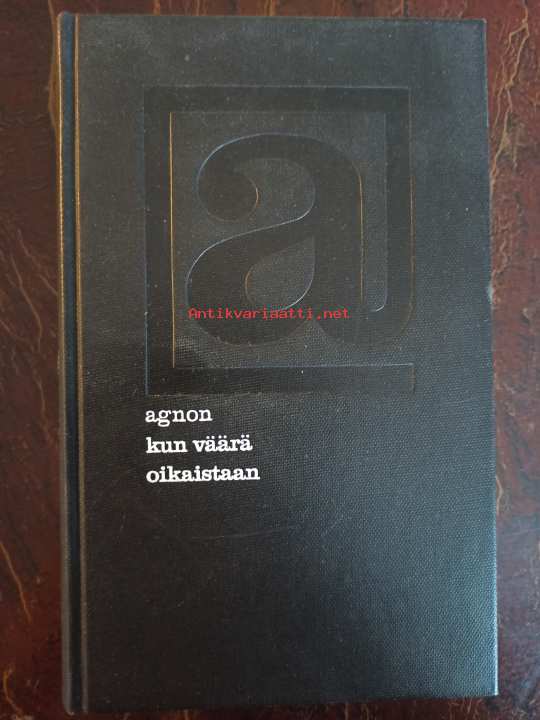 a
Antikvariaatti.net
agnon
kun väärä
oikaistaan